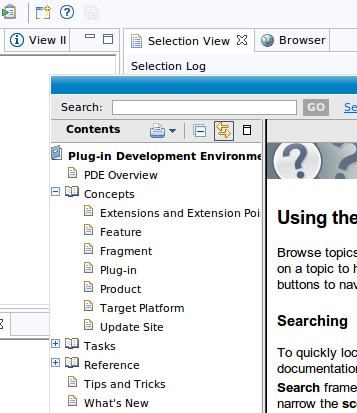 View II
Selection View
Browser
Selection Log
Search:
GO
Se
Contents
Plug-in Development Environme
PDE Overview
Concepts
Extensions and Extension Poi
Feature
Fragment
Plug-in
Product
Target Platform
Update Site
Tasks
Reference
Tips and Tricks
What's New
Using the
Browse topics
on a topic to h
buttons to nav
Searching
To quickly loc
documentation
Search frame
narrow the sco